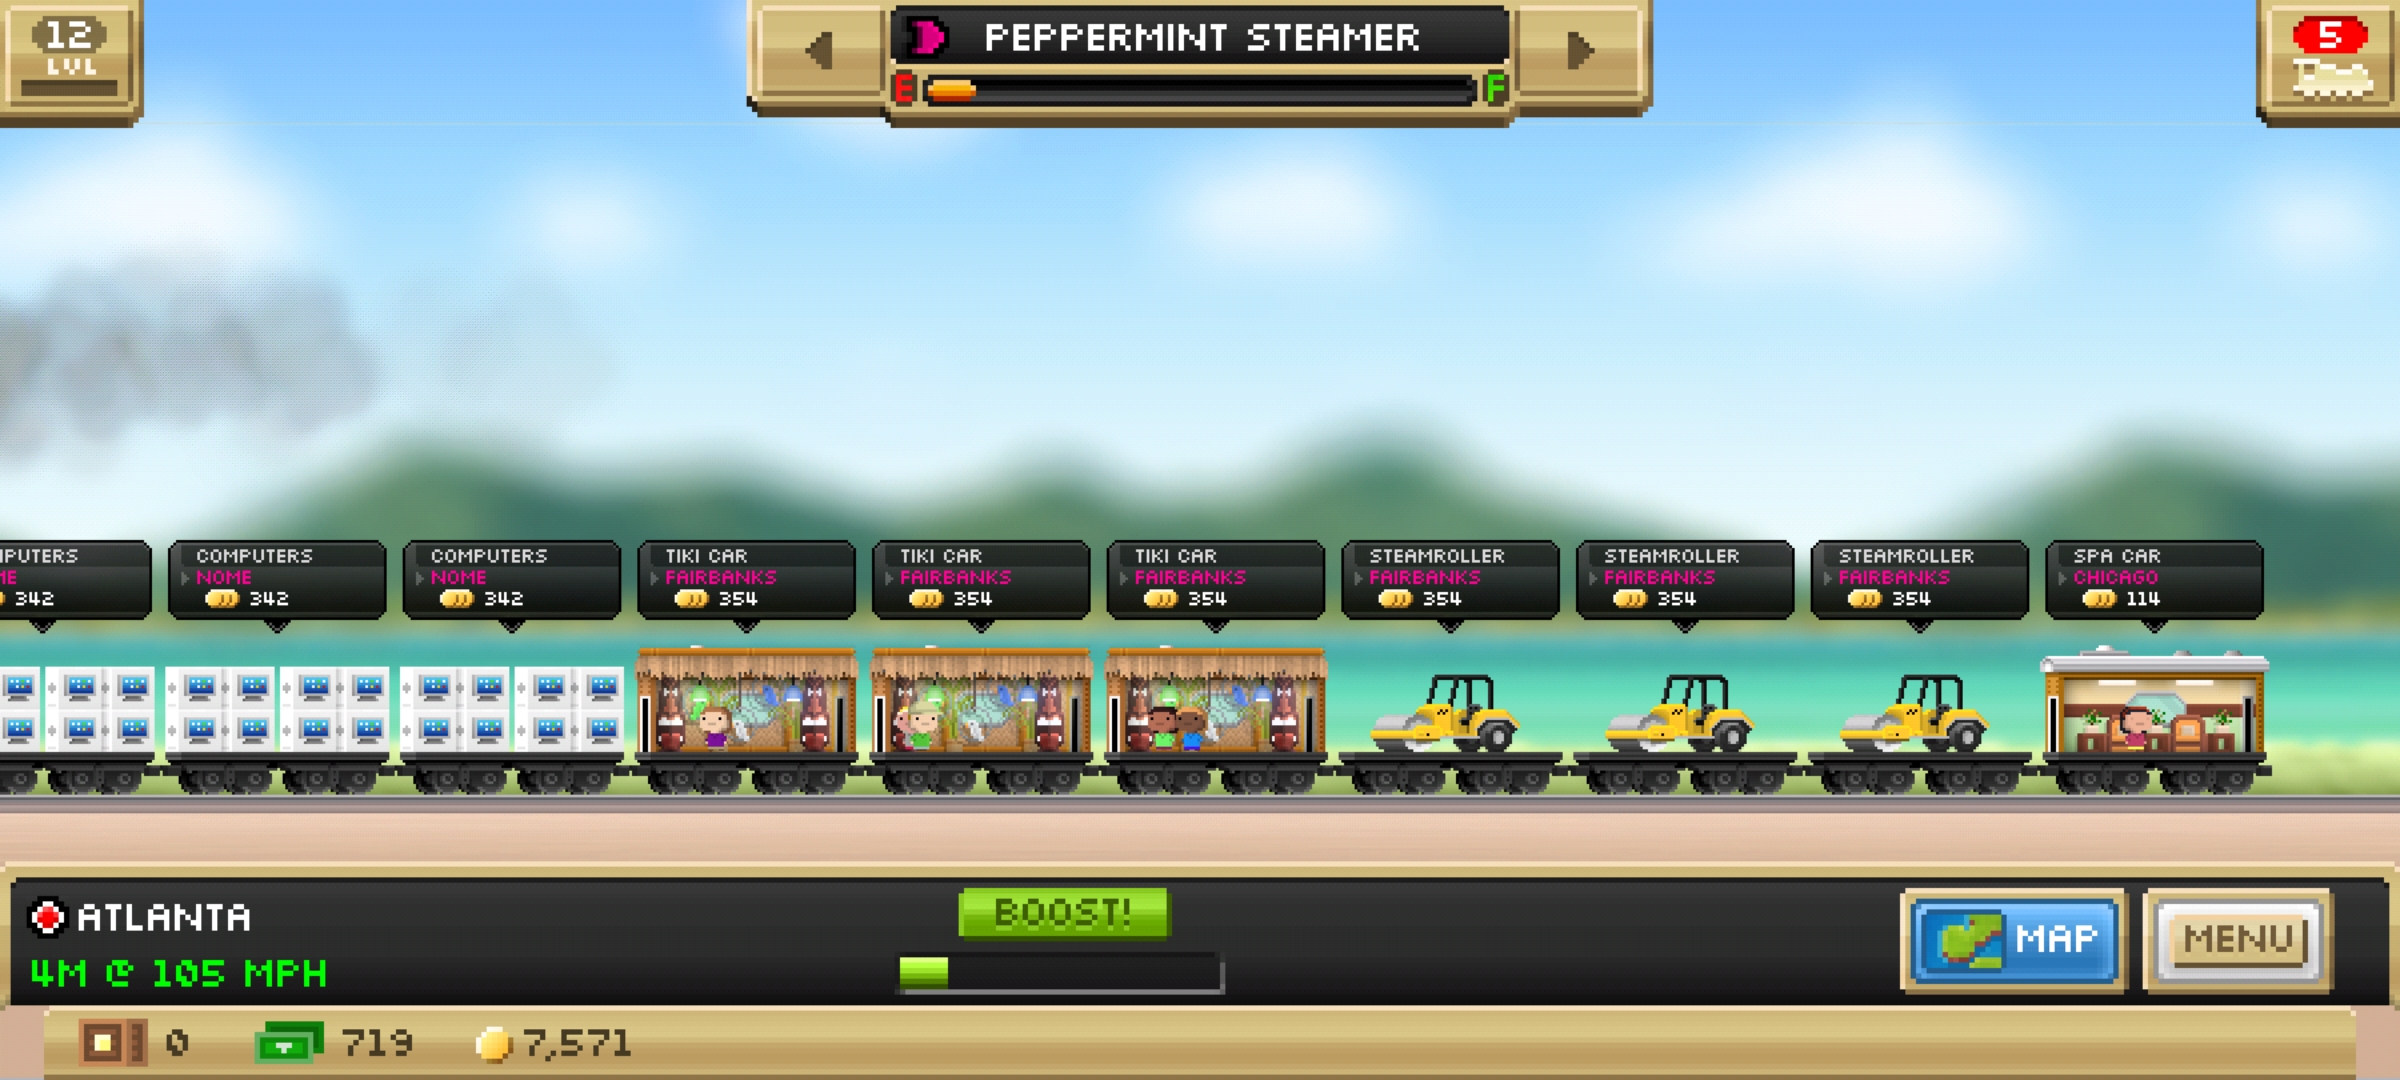 12
LVL
PEPPERMINT STEAMER
E F
5
COMPUTERS
NOME
342
COMPUTERS
NOME
342
TIKI CAR
FAIRBANKS
354
TIKI CAR
FAIRBANKS
354
TIKI CAR
FAIRBANKS
354
STEAMROLLER
FAIRBANKS
354
STEAMROLLER
FAIRBANKS
354
STEAMROLLER
FAIRBANKS
354
SPA CAR
CHICAGO
114
342
ATLANTA
4M @ 105 MPH
BOOST!
MAP
MENU
0
719
7,571